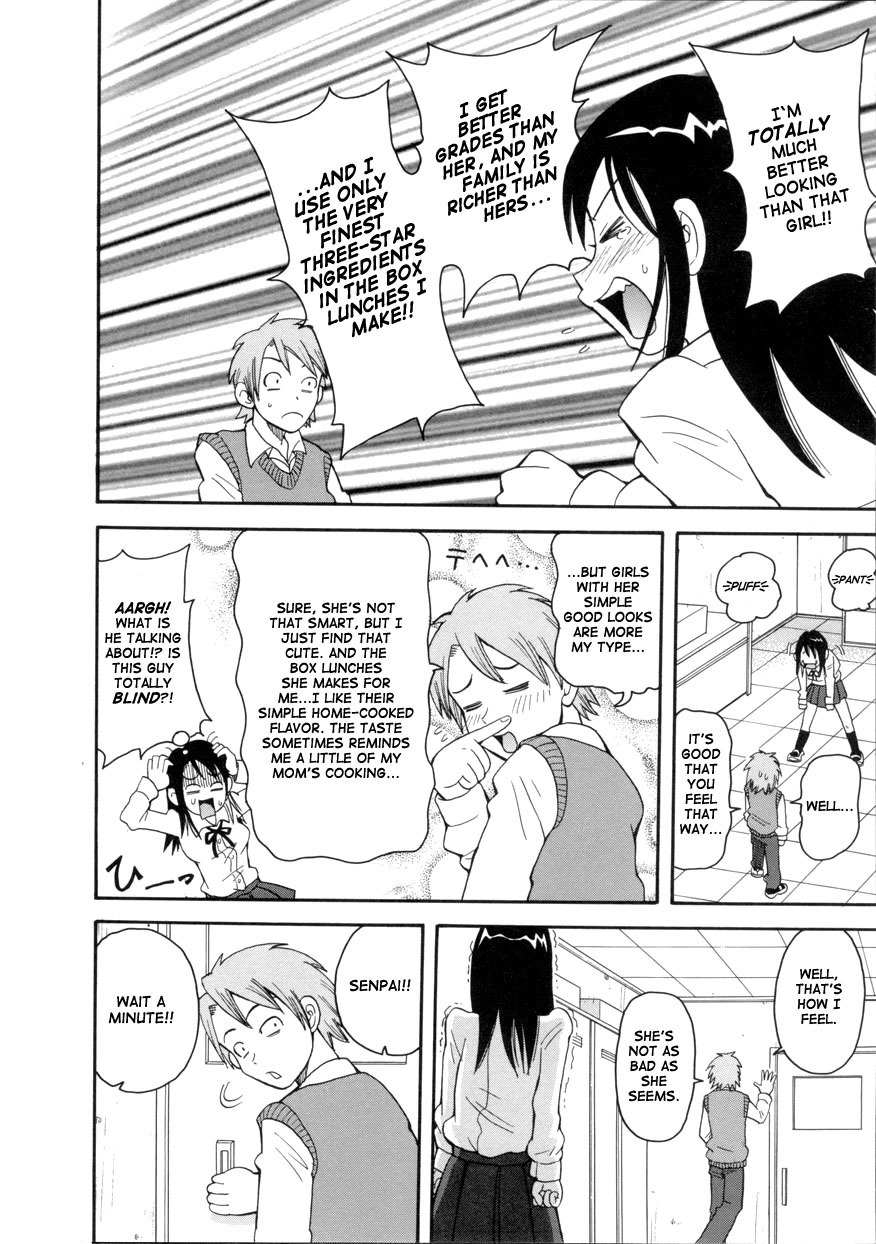 I`M
TOTALLY
MUCH
BETTER
LOOKING
THAN THAT
GIRL!!
I GET
BETTER
GRADES THAN
HER, AND MY
FAMILY IS
RICHER THAN
HERS...
...AND I
USE ONLY
THE VERY
FINEST
THREE-STAR
INGREDIENTS
IN THE BOX
LUNCHES I
MAKE!!
PANT
PUFF
WELL...
IT'S
GOOD
THAT
YOU
FEEL
THAT
WAY...
...BUT GIRLS
WITH HER
SIMPLE
GOOD LOOKS
ARE MORE
MY TYPE...
テヘヘ...
SURE, SHE'S NOT
THAT SMART, BUT I
JUST FIND THAT
CUTE. AND THE
BOX LUNCHES
SHE MAKES FOR
ME...I LIKE THEIR
SIMPLE HOME-COOKED
FLAVOR. THE TASTE
SOMETIMES REMINDS
ME A LITTLE OF MY
MOM'S COOKING...
AARGH!
WHAT IS
HE TALKING
ABOUT!? IS
THIS GUY
TOTALLY
BLIND?!
ひーっ
WELL,
THAT'S
HOW I
FEEL.
SHE'S
NOT AS
BAD AS
SHE
SEEMS.
SENPAI!!
WAIT A
MINUTE!!